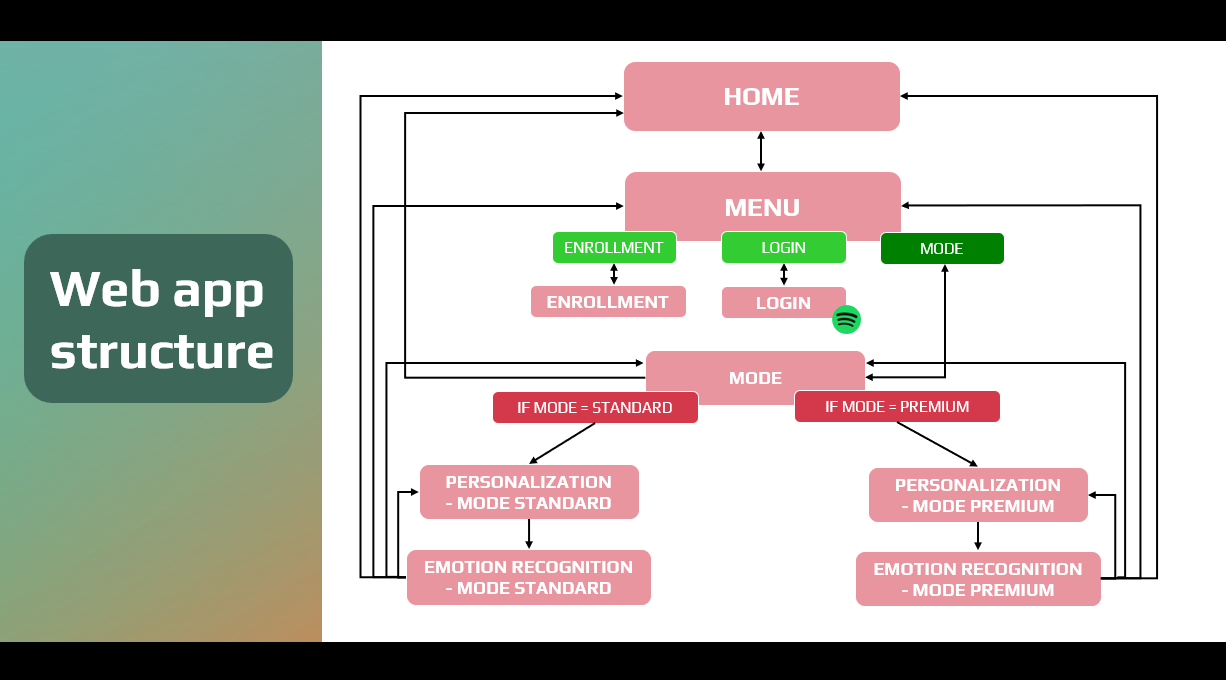 Web app
structure
HOME
MENU
ENROLLMENT
LOGIN
MODE
ENROLLMENT
LOGIN
MODE
IF MODE = STANDARD
IF MODE = PREMIUM
PERSONALIZATION
- MODE STANDARD
PERSONALIZATION
- MODE PREMIUM
EMOTION RECOGNITION
- MODE STANDARD
EMOTION RECOGNITION
- MODE PREMIUM